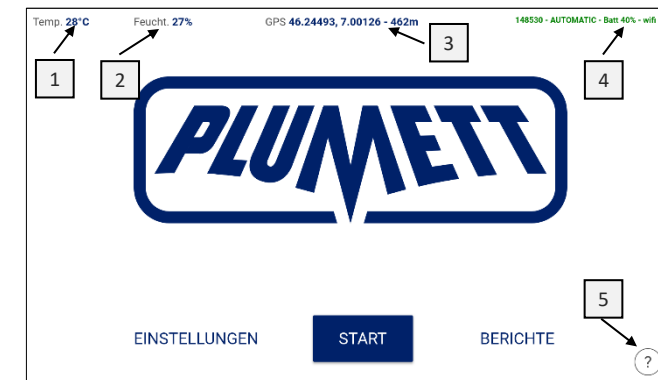 Temp. 28°C Feucht. 27% GPS 46.24493, 7.00126 - 462m 148530 - AUTOMATIC - Batt 40% - wifi
1 2 3 4
PLUMETT
5
EINSTELLUNGEN START BERICHTE
?